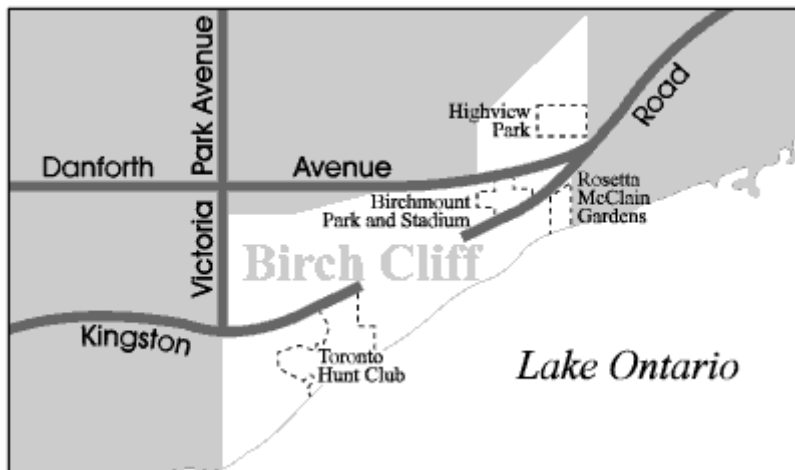 Park Avenue
Highview
Park
Road
Danforth
Avenue
Rosetta
McClain
Gardens
Birchmount
Park and Stadium
Victoria
Birch Cliff
Kingston
Toronto
Hunt Club
Lake Ontario